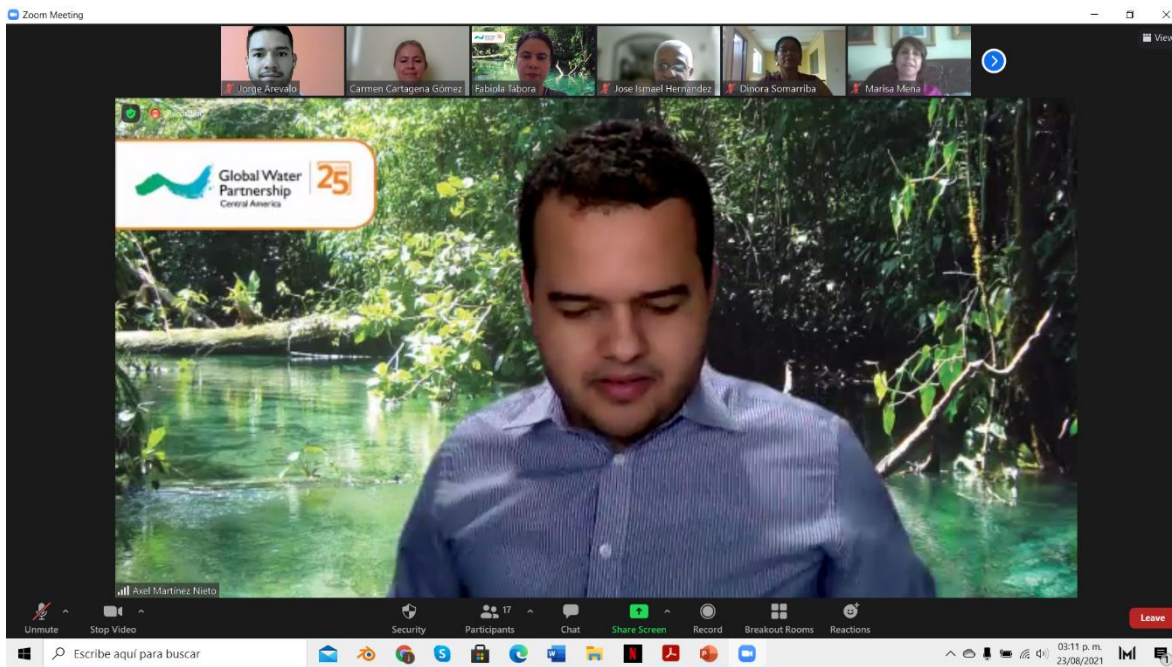 Zoom Meeting
View
Jorge Arevalo
Carmen Cartagena Gómez
Fabiola Tábora
Jose Ismael Hernandez
Dinora Somarriba
Marisa Mena
Recording
Global Water
Partnership
Central America
25
Axel Martínez Nieto
Unmute
Stop Video
Security
17
Participants
Chat
Share Screen
Record
Breakout Rooms
Reactions
Leave
Escribe aquí para buscar
03:11 p. m.
23/08/2021